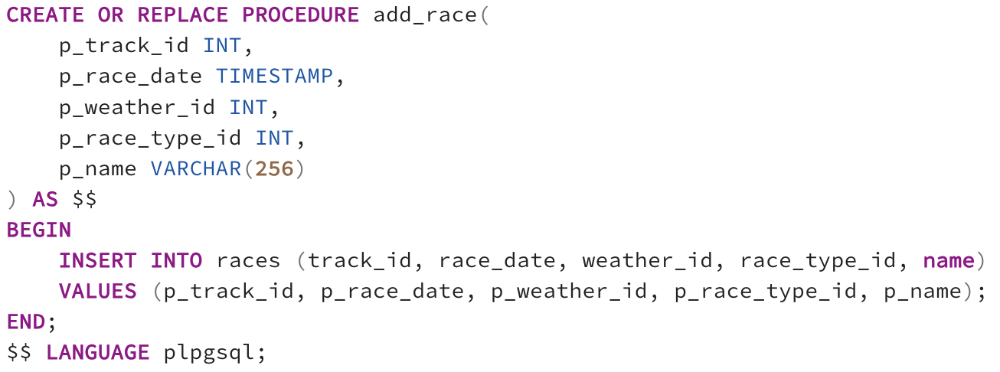 CREATE OR REPLACE PROCEDURE add_race(
    p_track_id INT,
    p_race_date TIMESTAMP,
    p_weather_id INT,
    p_race_type_id INT,
    p_name VARCHAR(256)
) AS $$
BEGIN
    INSERT INTO races (track_id, race_date, weather_id, race_type_id, name)
    VALUES (p_track_id, p_race_date, p_weather_id, p_race_type_id, p_name);
END;
$$ LANGUAGE plpgsql;